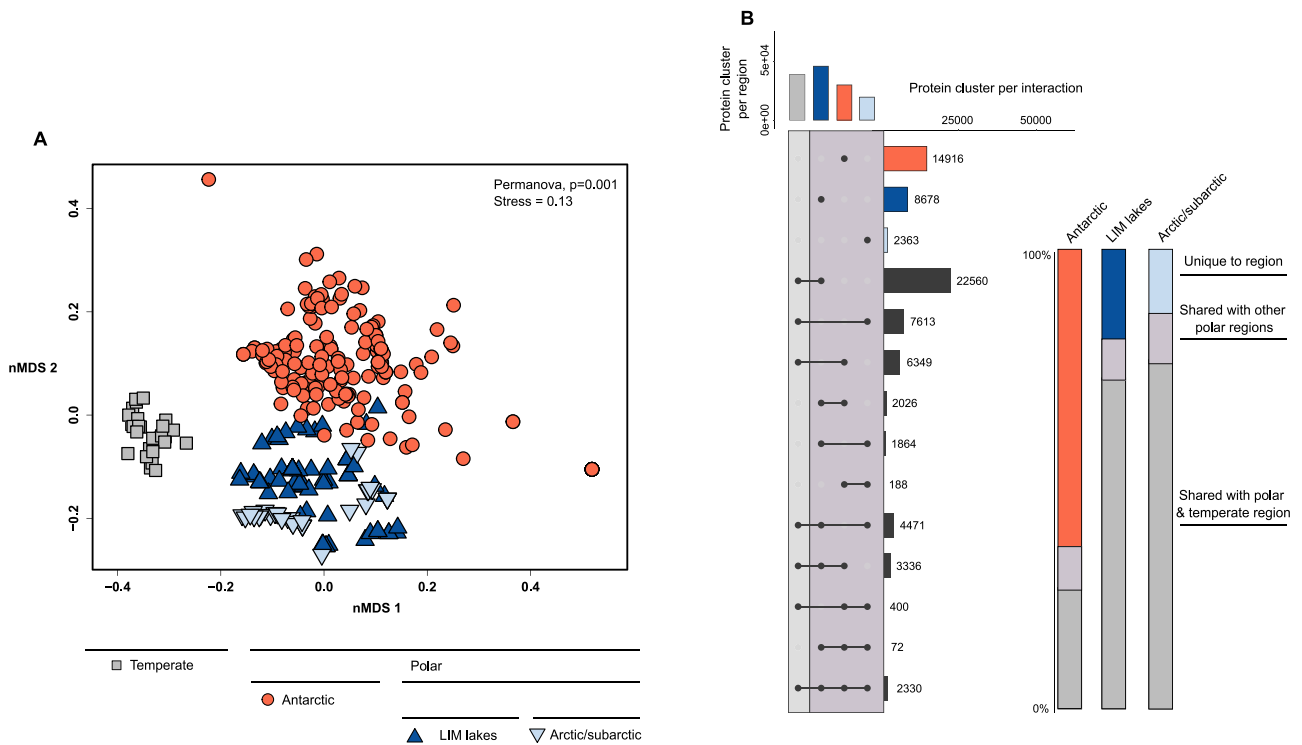 A
nMDS 2
0.4
0.2
0.0
−0.2
Permanova, p=0.001
Stress = 0.13
−0.4
−0.2
0.0
0.2
0.4
nMDS 1
Temperate
Polar
Antarctic
LIM lakes
Arctic/subarctic
B
Protein cluster
per region
0e+00
5e+04
Protein cluster per interaction
25000
50000
14916
8678
2363
22560
7613
6349
2026
1864
188
4471
3336
400
72
2330
Antarctic
LIM lakes
Arctic/subarctic
100%
0%
Unique to region
Shared with other
polar regions
Shared with polar
& temperate region